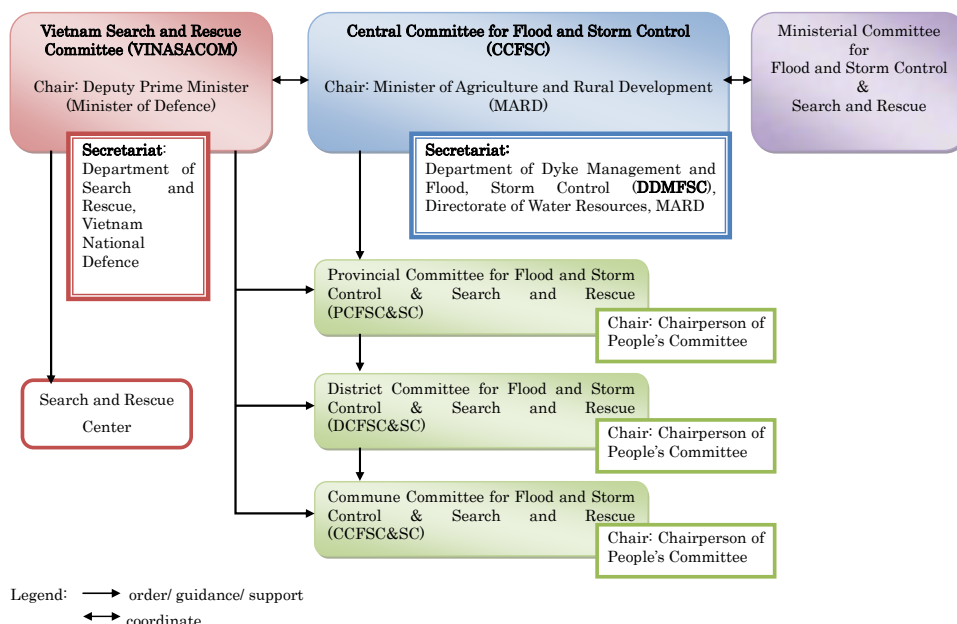 Vietnam Search and Rescue
Committee (VINASACOM)
Chair: Deputy Prime Minister
(Minister of Defence)
Central Committee for Flood and Storm Control
(CCFSC)
Chair: Minister of Agriculture and Rural Development
(MARD)
Ministerial Committee
for
Flood and Storm Control
&
Search and Rescue
Secretariat:
Department of
Search and
Rescue,
Vietnam
National
Defence
Secretariat:
Department of Dyke Management and
Flood, Storm Control (DDMFSC),
Directorate of Water Resources, MARD
Provincial Committee for Flood and Storm
Control & Search and Rescue
(PCFSC&SC)
Chair: Chairperson of
People's Committee
Search and Rescue
Center
District Committee for Flood and Storm
Control & Search and Rescue
(DCFSC&SC)
Chair: Chairperson of
People's Committee
Commune Committee for Flood and Storm
Control & Search and Rescue
(CCFSC&SC)
Chair: Chairperson of
People's Committee
Legend: order/ guidance/ support
coordinate